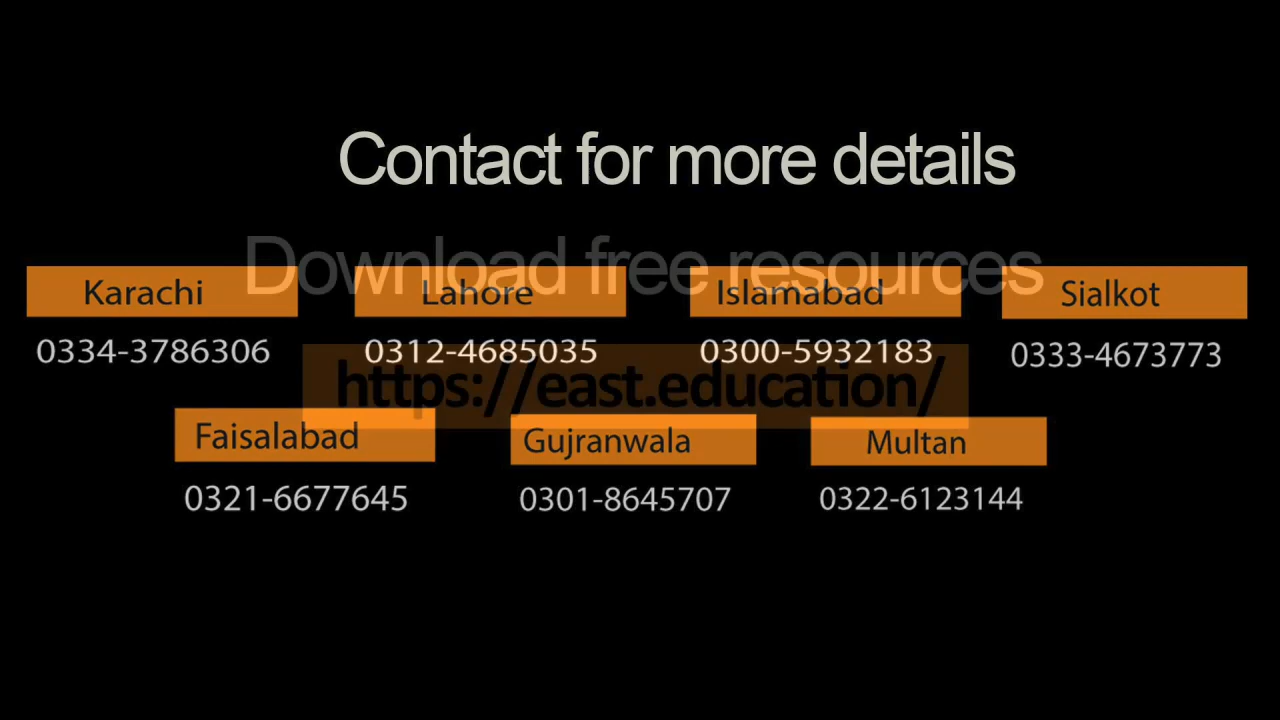 Contact for more details
Download free resources
Karachi Lahore Islamabad Sialkot
0334-3786306 0312-4685035 0300-5932183 0333-4673773
https://east.education/
Faisalabad Gujranwala Multan
0321-6677645 0301-8645707 0322-6123144